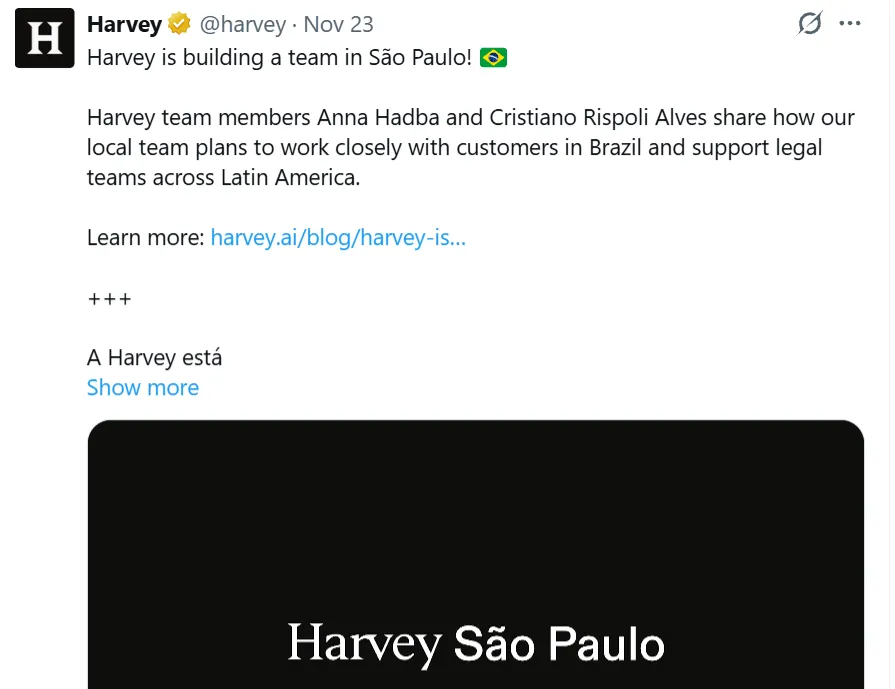 H
Harvey @harvey · Nov 23
Harvey is building a team in São Paulo! 🇧🇷
Harvey team members Anna Hadba and Cristiano Rispoli Alves share how our
local team plans to work closely with customers in Brazil and support legal
teams across Latin America.
Learn more: harvey.ai/blog/harvey-is...
+++
A Harvey está
Show more
Harvey São Paulo